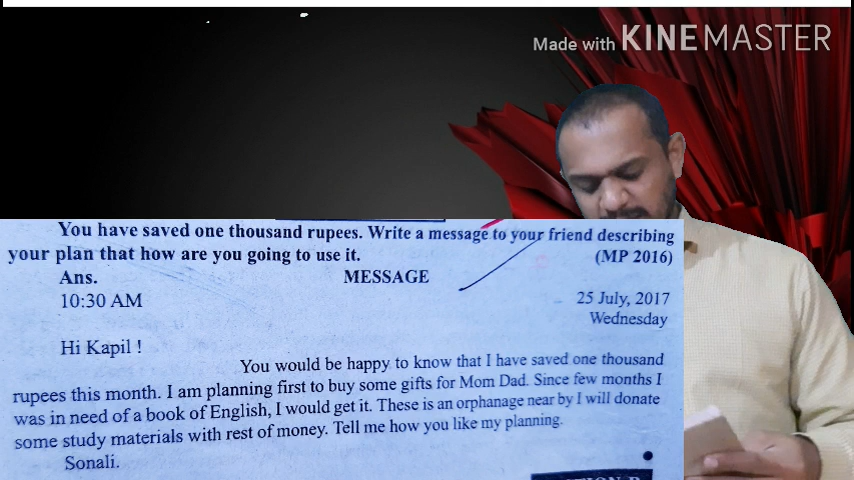 Made with KINEMASTER
You have saved one thousand rupees. Write a message to your friend describing
your plan that how are you going to use it. (MP 2016)
Ans. MESSAGE
10:30 AM 25 July, 2017
Wednesday
Hi Kapil !
You would be happy to know that I have saved one thousand
rupees this month. I am planning first to buy some gifts for Mom Dad. Since few months I
was in need of a book of English, I would get it. These is an orphanage near by I will donate
some study materials with rest of money. Tell me how you like my planning.
Sonali.